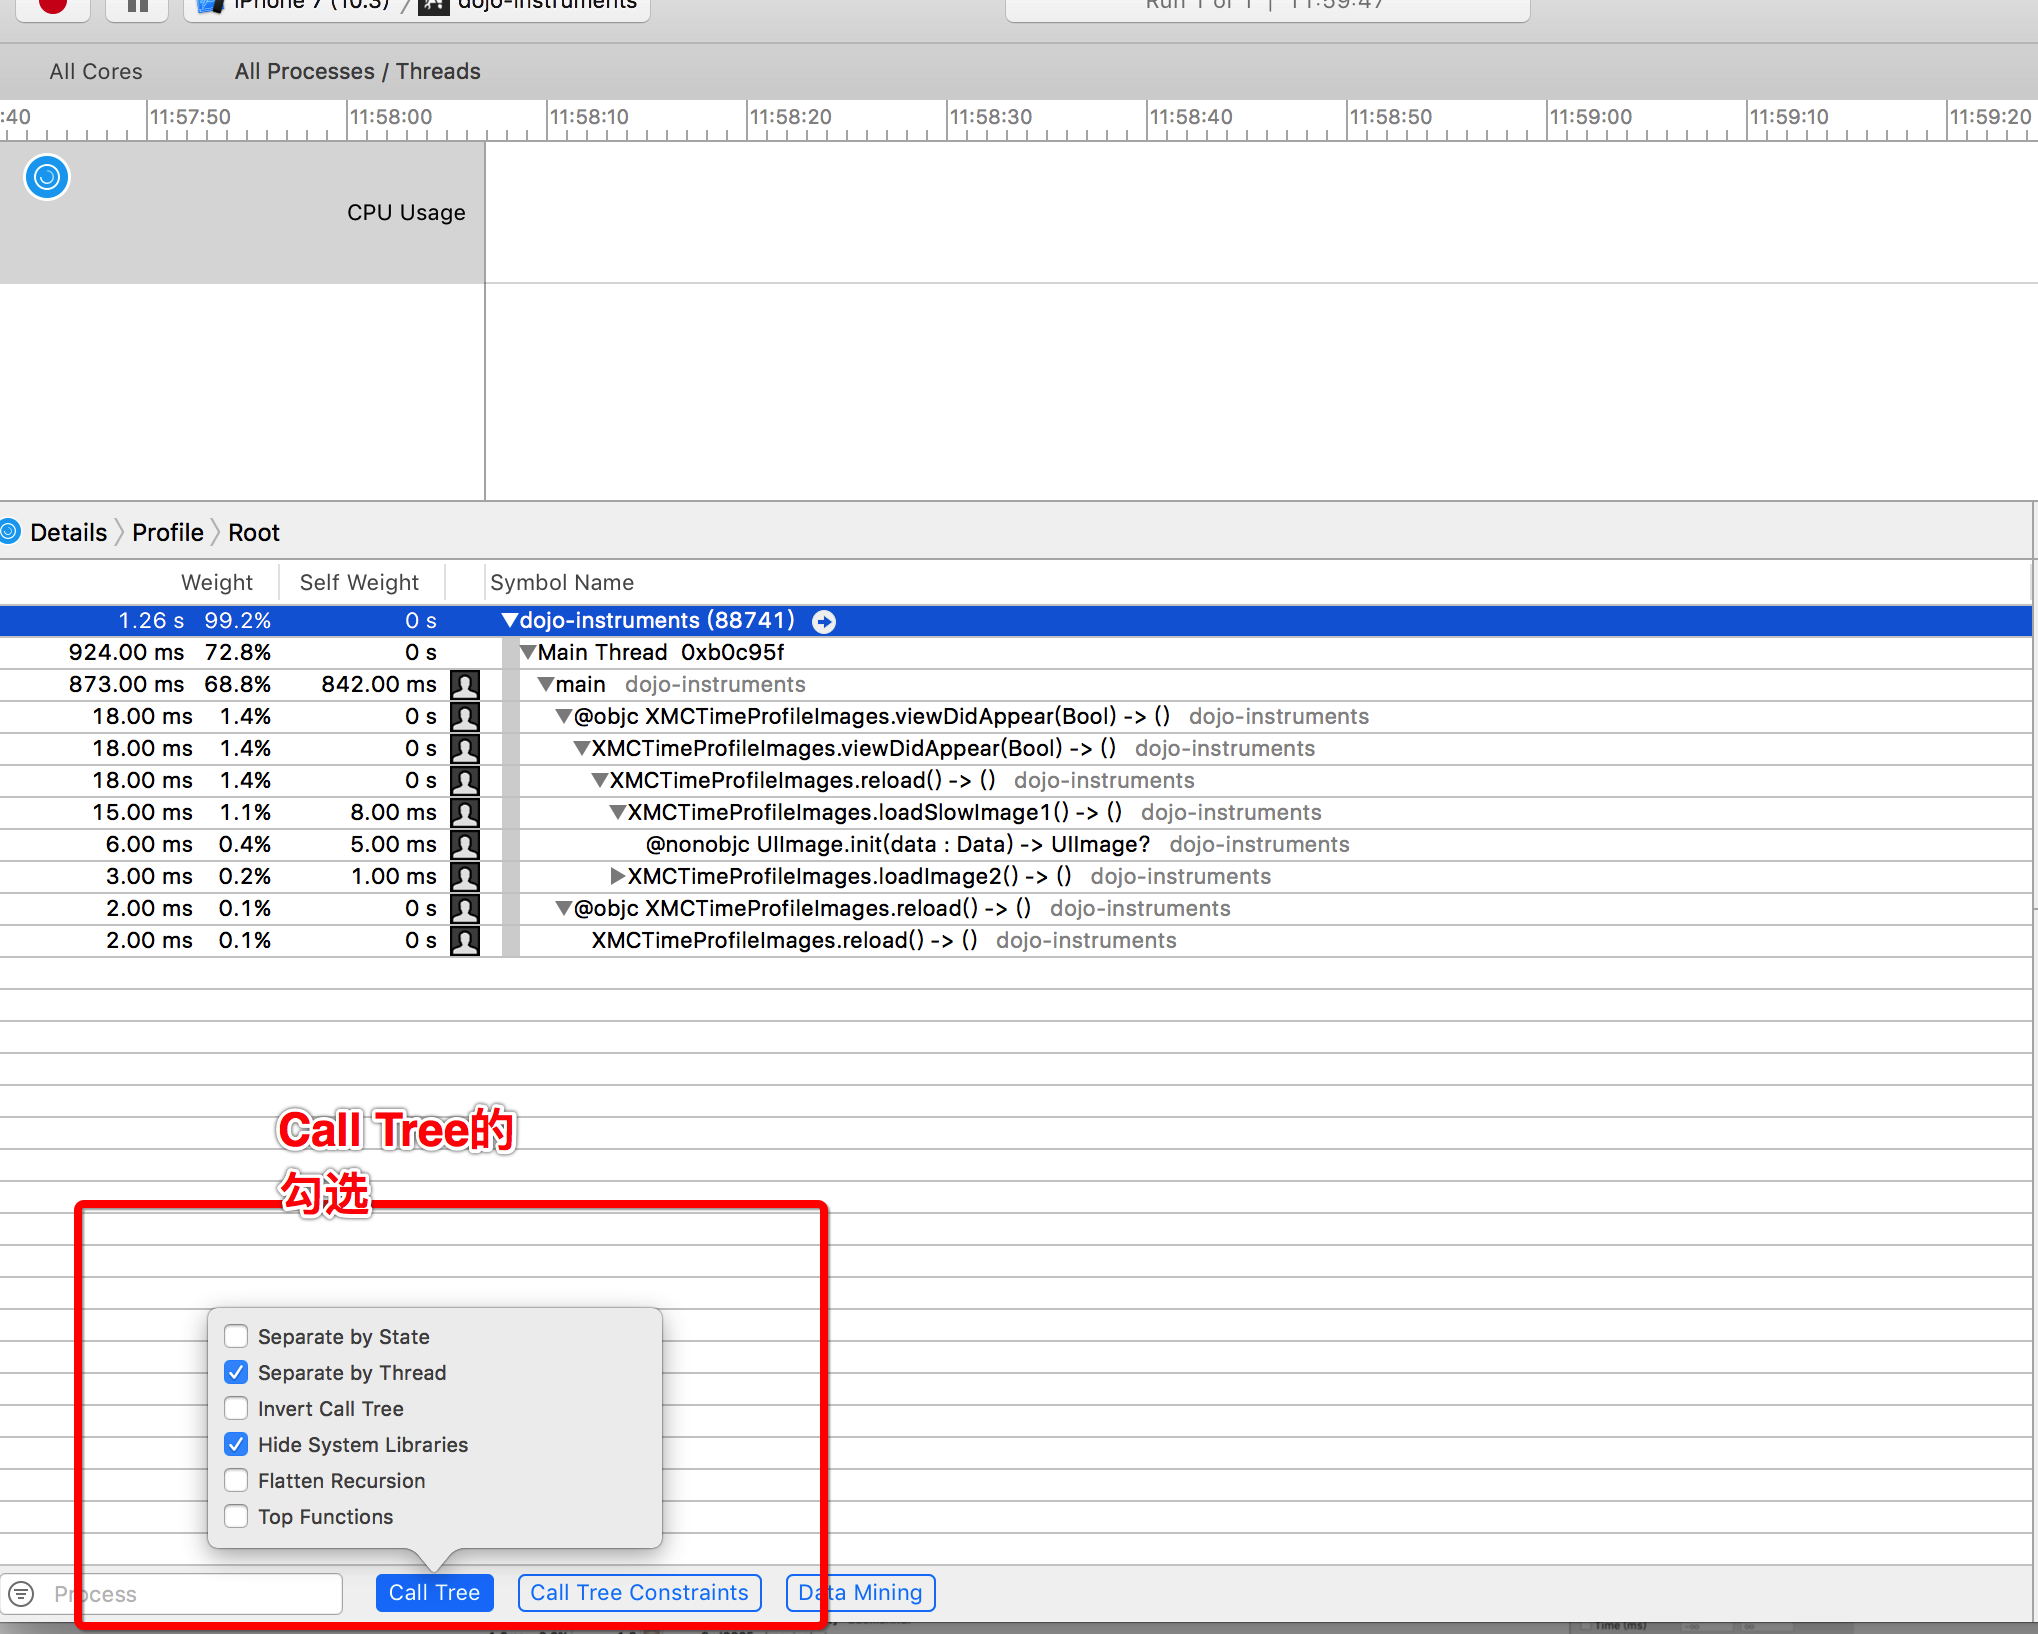 iPhone 7 (10.3) / dojo-instruments
Run 1 of 1 | 11:59:47
All Cores All Processes / Threads
:40 11:57:50 11:58:00 11:58:10 11:58:20 11:58:30 11:58:40 11:58:50 11:59:00 11:59:10 11:59:20
CPU Usage
Details Profile Root
Weight Self Weight Symbol Name
1.26 s 99.2% 0 s dojo-instruments (88741)
924.00 ms 72.8% 0 s Main Thread 0xb0c95f
873.00 ms 68.8% 842.00 ms main dojo-instruments
18.00 ms 1.4% 0 s @objc XMCTimeProfileImages.viewDidAppear(Bool) -> () dojo-instruments
18.00 ms 1.4% 0 s XMCTimeProfileImages.viewDidAppear(Bool) -> () dojo-instruments
18.00 ms 1.4% 0 s XMCTimeProfileImages.reload() -> () dojo-instruments
15.00 ms 1.1% 8.00 ms XMCTimeProfileImages.loadSlowImage1() -> () dojo-instruments
6.00 ms 0.4% 5.00 ms @nonobjc UIImage.init(data : Data) -> UIImage? dojo-instruments
3.00 ms 0.2% 1.00 ms XMCTimeProfileImages.loadImage2() -> () dojo-instruments
2.00 ms 0.1% 0 s @objc XMCTimeProfileImages.reload() -> () dojo-instruments
2.00 ms 0.1% 0 s XMCTimeProfileImages.reload() -> () dojo-instruments
Call Tree的
勾选
Separate by State
Separate by Thread
Invert Call Tree
Hide System Libraries
Flatten Recursion
Top Functions
Process Call Tree Call Tree Constraints Data Mining
Time (ms)